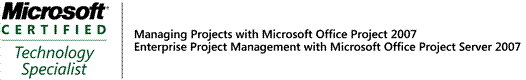 Microsoft®
CERTIFIED
Technology
Specialist
Managing Projects with Microsoft Office Project 2007
Enterprise Project Management with Microsoft Office Project Server 2007